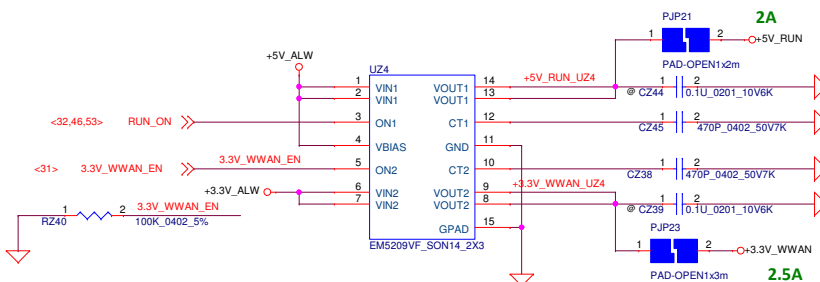 PJP21
2A
1
2
+5V_RUN
PAD-OPEN1x2m
+5V_ALW
UZ4
1
VIN1
VOUT1
14
+5V_RUN_UZ4
2
VIN1
VOUT1
13
@ CZ44
1
2
0.1U_0201_10V6K
<32,46,53>
RUN_ON
3
ON1
CT1
12
CZ45
1
2
470P_0402_50V7K
4
VBIAS
GND
11
<31>
3.3V_WWAN_EN
3.3V_WWAN_EN
5
ON2
CT2
10
CZ38
1
2
470P_0402_50V7K
+3.3V_ALW
6
VIN2
VOUT2
9
+3.3V_WWAN_UZ4
7
VIN2
VOUT2
8
@ CZ39
1
2
0.1U_0201_10V6K
1
2
3.3V_WWAN_EN
RZ40
100K_0402_5%
GPAD
15
EM5209VF_SON14_2X3
PJP23
1
2
+3.3V_WWAN
PAD-OPEN1x3m
2.5A